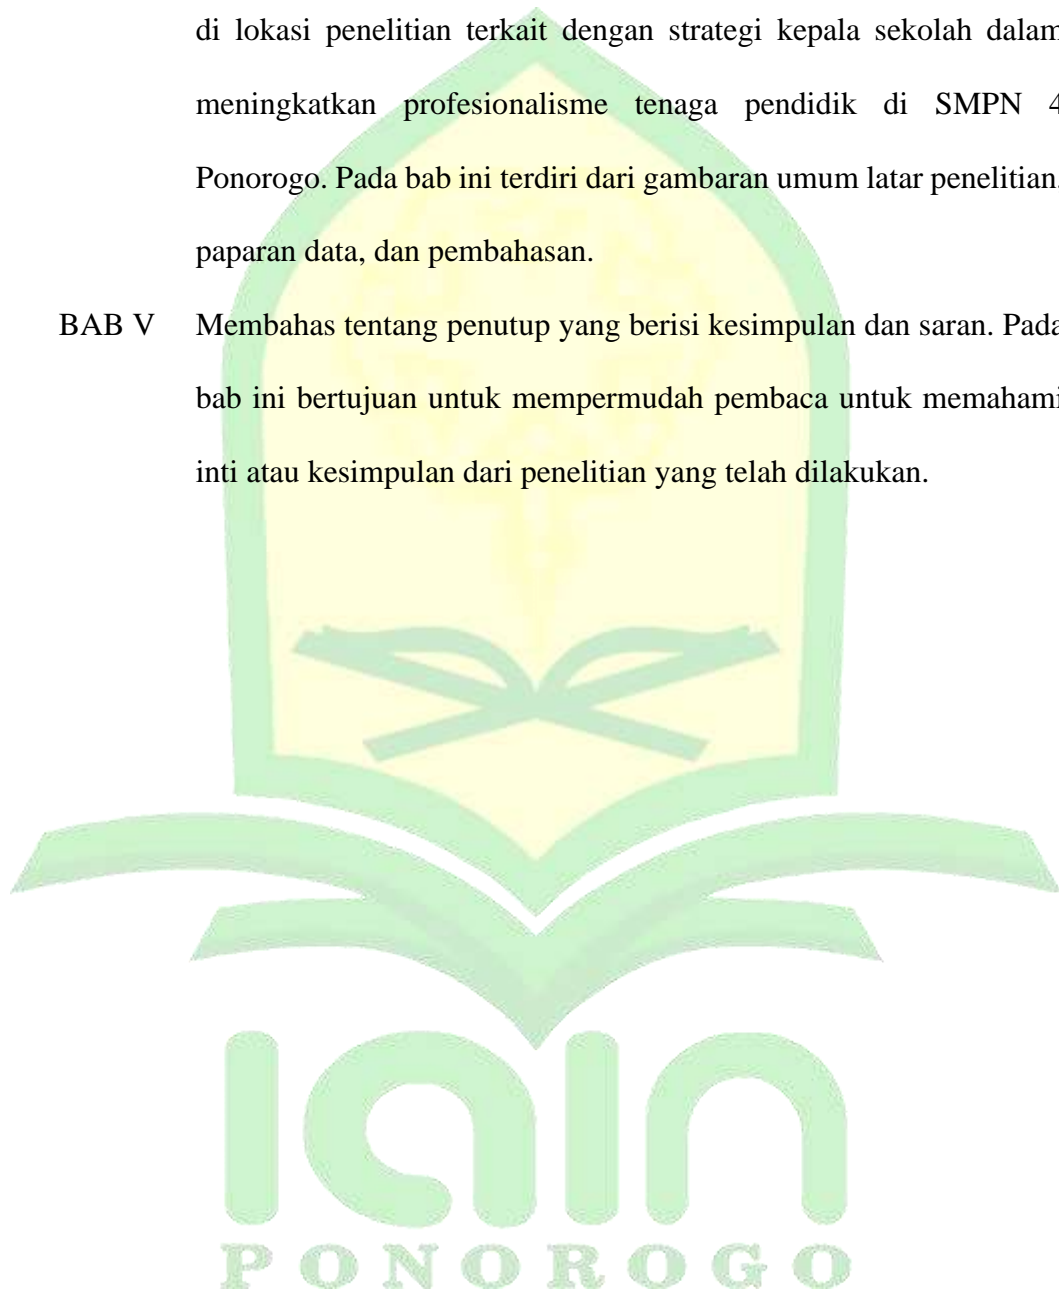 di lokasi penelitian terkait dengan strategi kepala sekolah dalam
meningkatkan profesionalisme tenaga pendidik di SMPN 4
Ponorogo. Pada bab ini terdiri dari gambaran umum latar penelitian,
paparan data, dan pembahasan.
BAB V Membahas tentang penutup yang berisi kesimpulan dan saran. Pada
bab ini bertujuan untuk mempermudah pembaca untuk memahami
inti atau kesimpulan dari penelitian yang telah dilakukan.
iain
PONOROGO